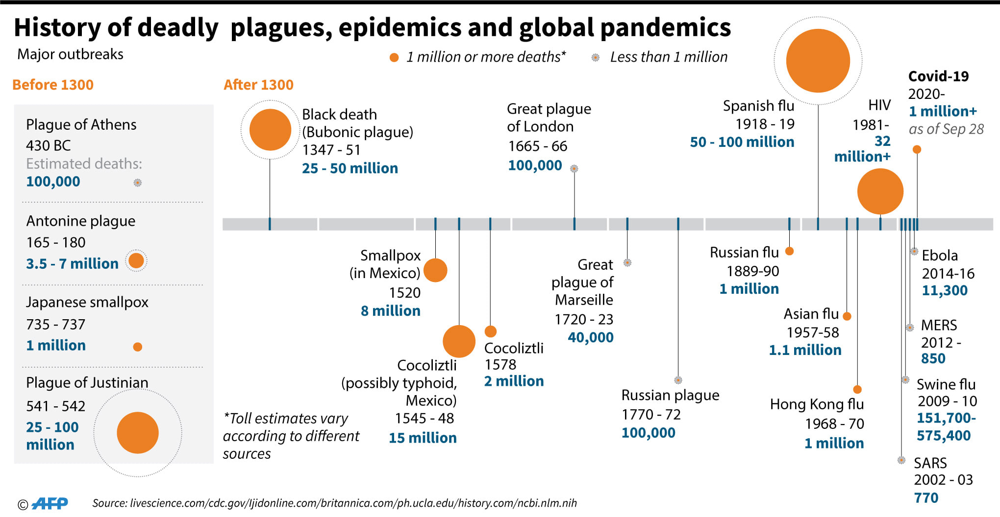 History of deadly plagues, epidemics and global pandemics
Major outbreaks
1 million or more deaths*
Less than 1 million
Before 1300
Plague of Athens
430 BC
Estimated deaths:
100,000
Antonine plague
165 - 180
3.5 - 7 million
Japanese smallpox
735 - 737
1 million
Plague of Justinian
541 - 542
25 - 100
million
After 1300
Black death
(Bubonic plague)
1347 - 51
25 - 50 million
Great plague
of London
1665 - 66
100,000
Spanish flu
1918 - 19
50 - 100 million
HIV
1981-
32
million+
Covid-19
2020-
1 million+
as of Sep 28
Smallpox
(in Mexico)
1520
8 million
Cocoliztli
(possibly typhoid,
Mexico)
1545 - 48
15 million
Cocoliztli
1578
2 million
Great
plague of
Marseille
1720 - 23
40,000
Russian plague
1770 - 72
100,000
Russian flu
1889-90
1 million
Asian flu
1957-58
1.1 million
Hong Kong flu
1968 - 70
1 million
Ebola
2014-16
11,300
MERS
2012 -
850
Swine flu
2009 - 10
151,700-
575,400
SARS
2002 - 03
770
*Toll estimates vary
according to different
sources
© AFP
Source: livescience.com/cdc.gov/Ijidonline.com/britannica.com/ph.ucla.edu/history.com/ncbi.nlm.nih